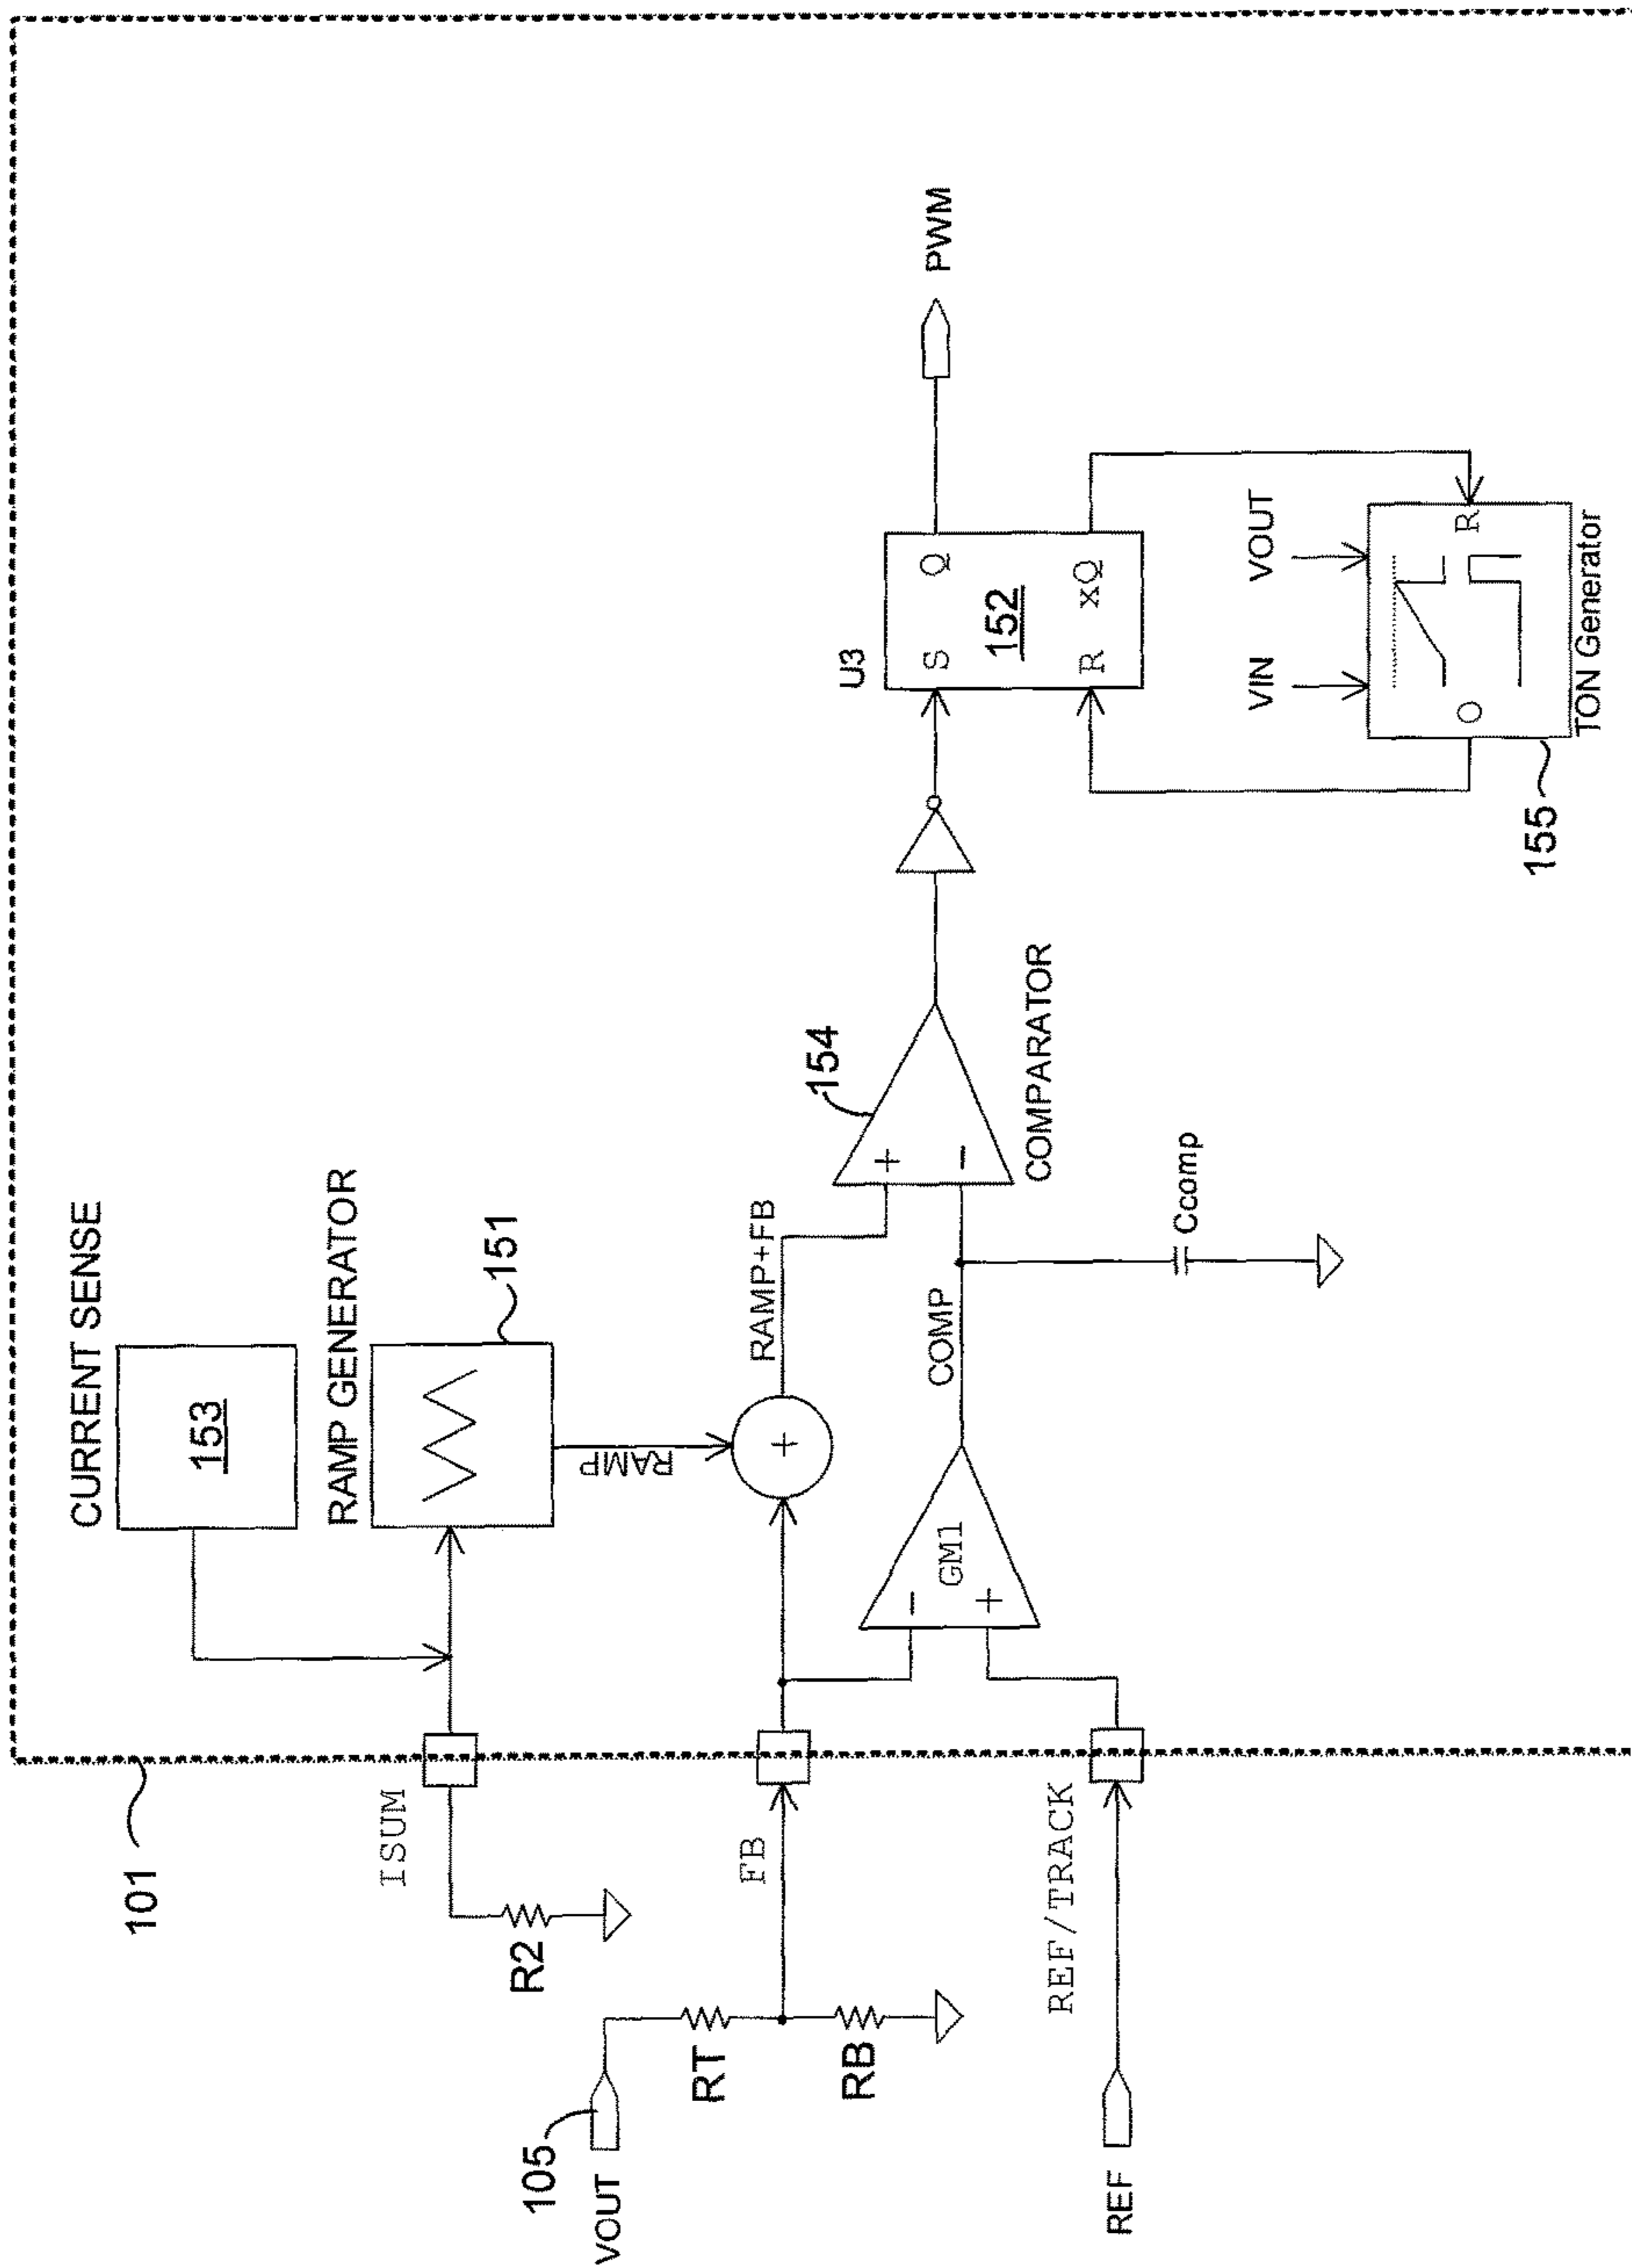 101
CURRENT SENSE
153
RAMP GENERATOR
151
ISUM
R2
RAMP
105
VOUT
RT
RB
FB
+
RAMP+FB
154
+
-
COMPARATOR
-
+
GM1
COMP
Ccomp
REF
REF/TRACK
U3
S
Q
152
R
xQ
PWM
VIN
VOUT
O
R
TON Generator
155